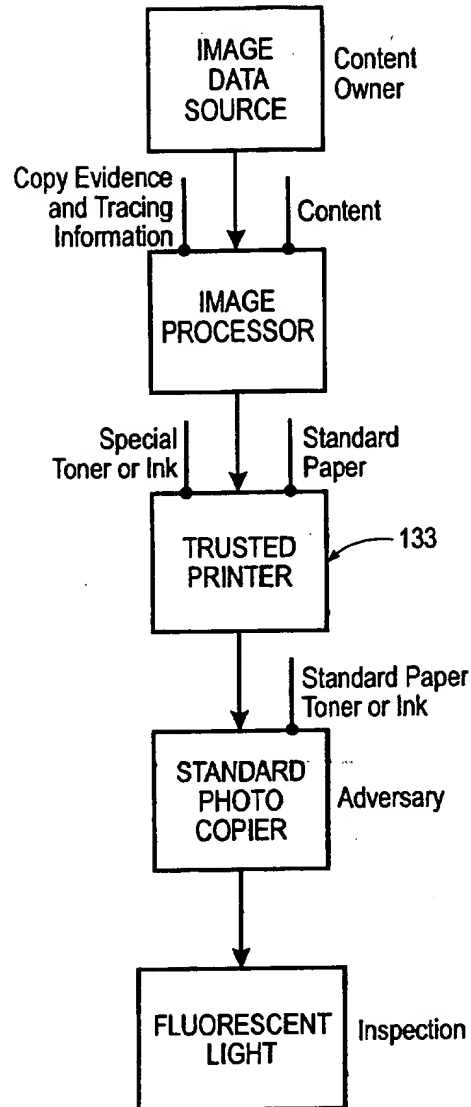 IMAGE
DATA
SOURCE
Content
Owner
Copy Evidence
and Tracing
Information
Content
IMAGE
PROCESSOR
Special
Toner or Ink
Standard
Paper
TRUSTED
PRINTER
133
Standard Paper
Toner or Ink
STANDARD
PHOTO
COPIER
Adversary
FLUORESCENT
LIGHT
Inspection